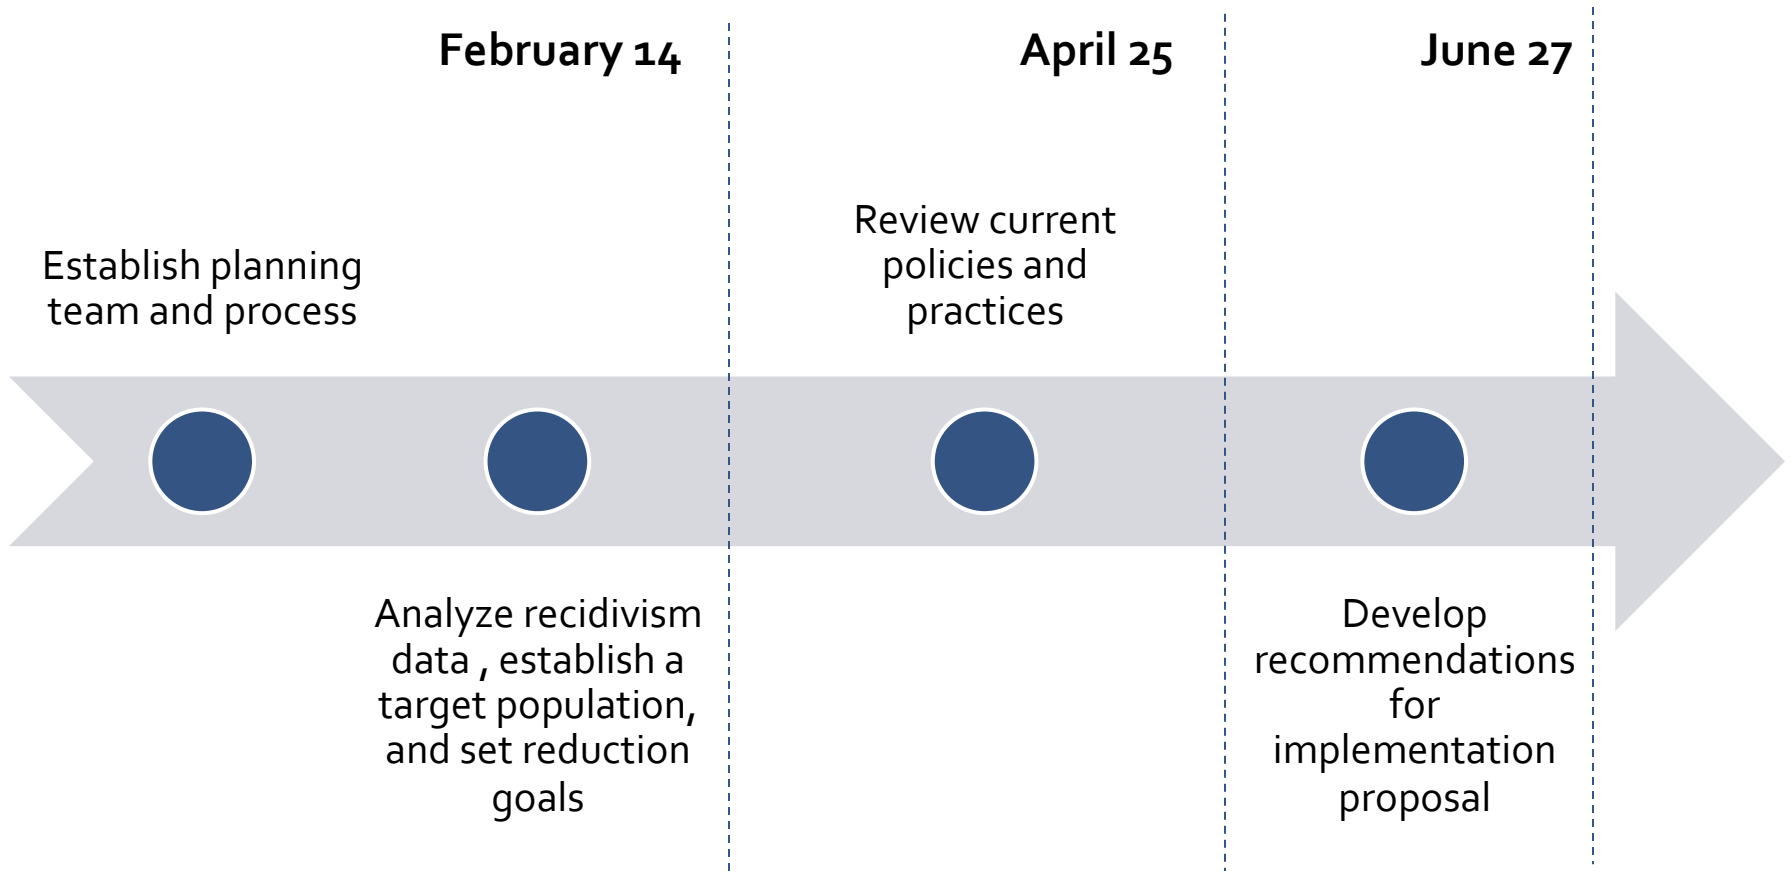 February 14
April 25
June 27
Establish planning
team and process
Analyze recidivism
data , establish a
target population,
and set reduction
goals
Review current
policies and
practices
Develop
recommendations
for
implementation
proposal